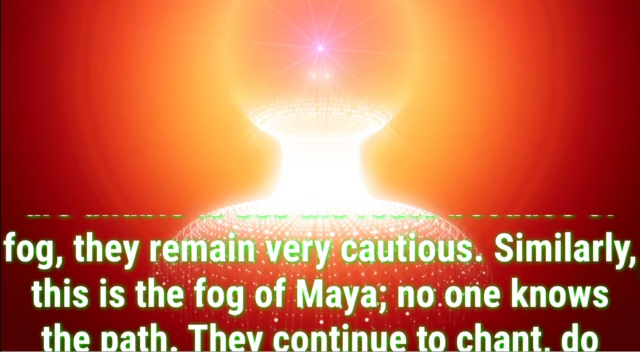 fog, they remain very cautious. Similarly,
this is the fog of Maya; no one knows
the path. They continue to chant, do